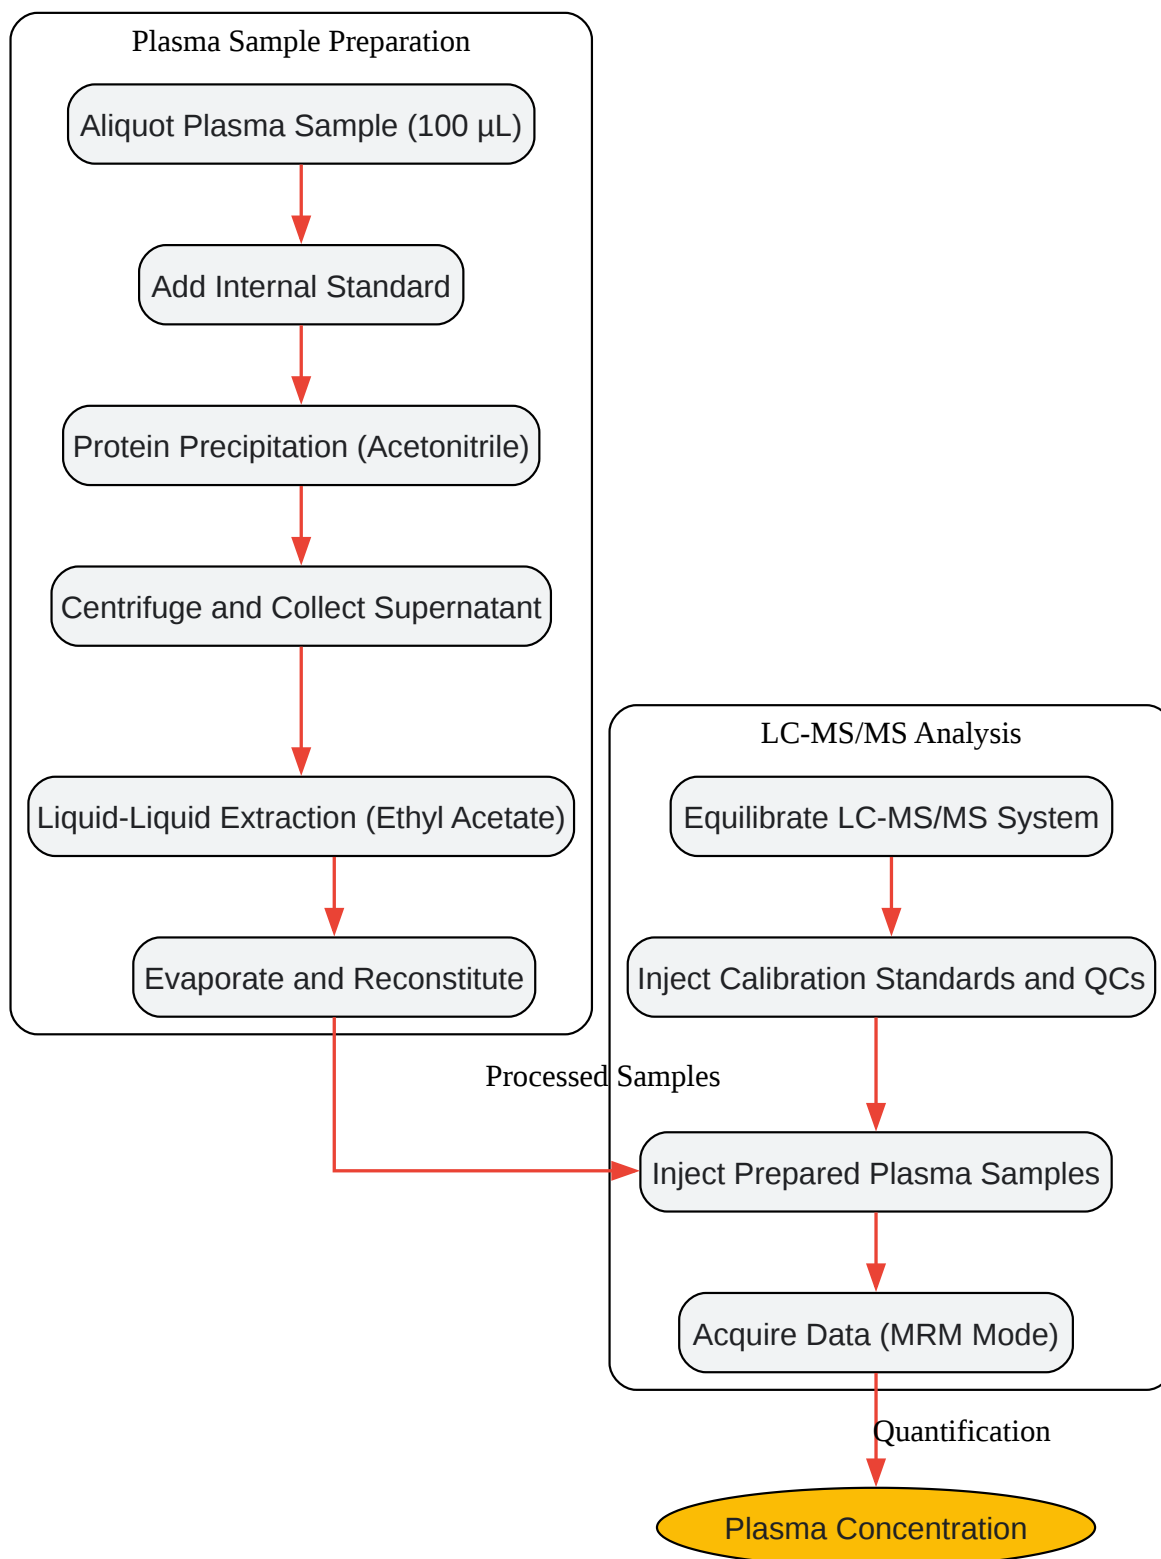 Plasma Sample Preparation
Aliquot Plasma Sample (100 µL)
Add Internal Standard
Protein Precipitation (Acetonitrile)
Centrifuge and Collect Supernatant
Liquid-Liquid Extraction (Ethyl Acetate)
Evaporate and Reconstitute
Processed Samples
LC-MS/MS Analysis
Equilibrate LC-MS/MS System
Inject Calibration Standards and QCs
Inject Prepared Plasma Samples
Acquire Data (MRM Mode)
Quantification
Plasma Concentration